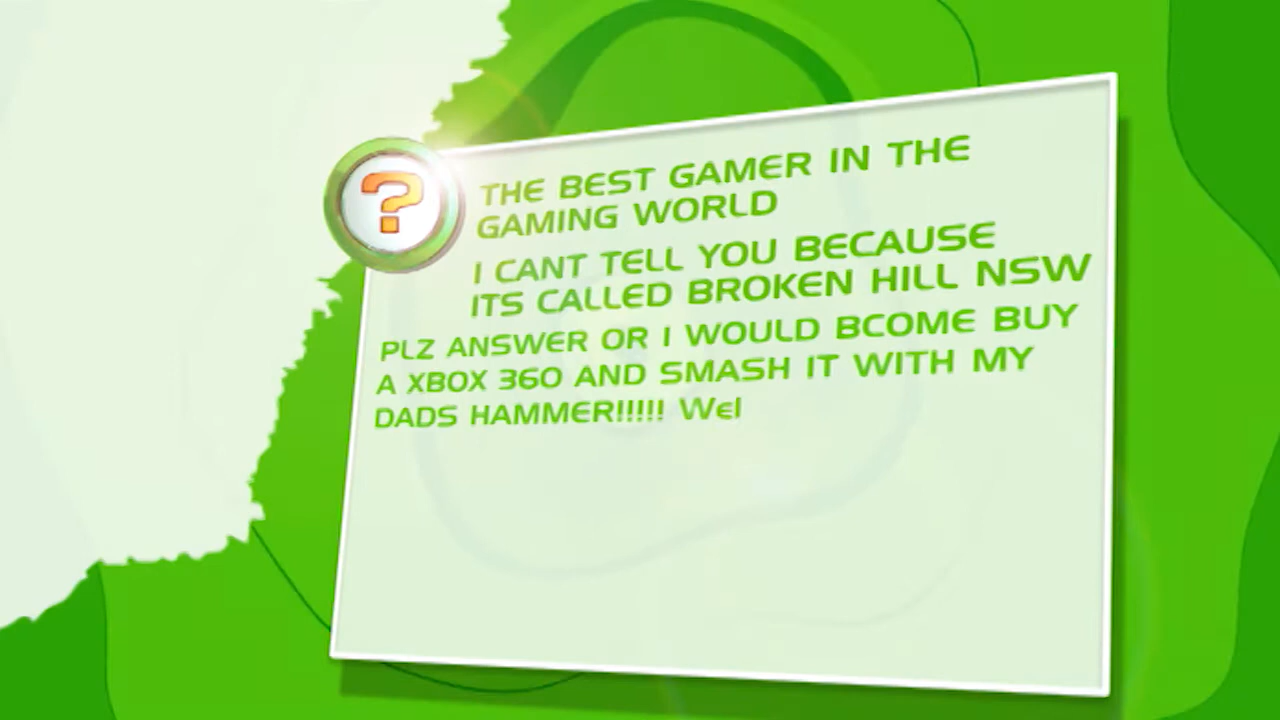 ?
THE BEST GAMER IN THE
GAMING WORLD
I CANT TELL YOU BECAUSE
ITS CALLED BROKEN HILL NSW
PLZ ANSWER OR I WOULD BCOME BUY
A XBOX 360 AND SMASH IT WITH MY
DADS HAMMER!!!!! Wel